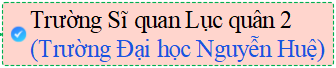 Trường Sĩ quan Lục quân 2
(Trường Đại học Nguyễn Huệ)